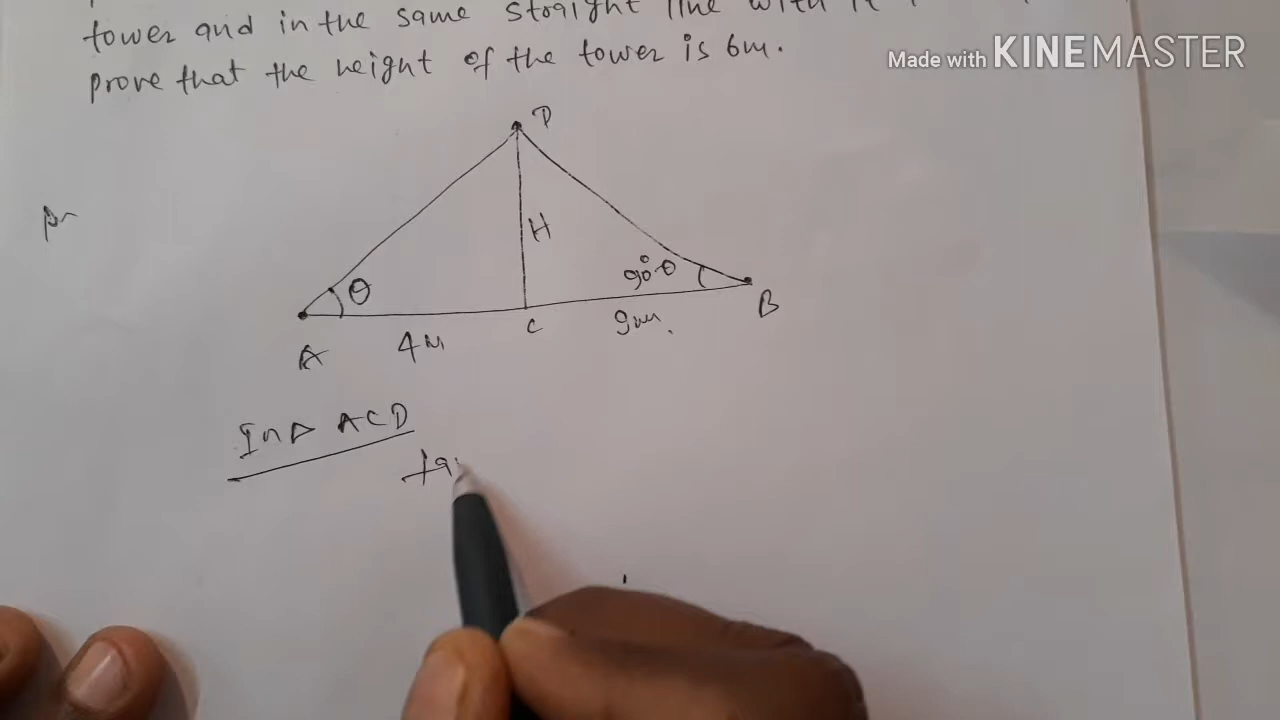 tower and in the same straight line with it
prove that the height of the tower is 6m.
Made with KINEMASTER
D
H
θ
90°-θ
A
4m
C
9m.
B
In △ ACD
ta